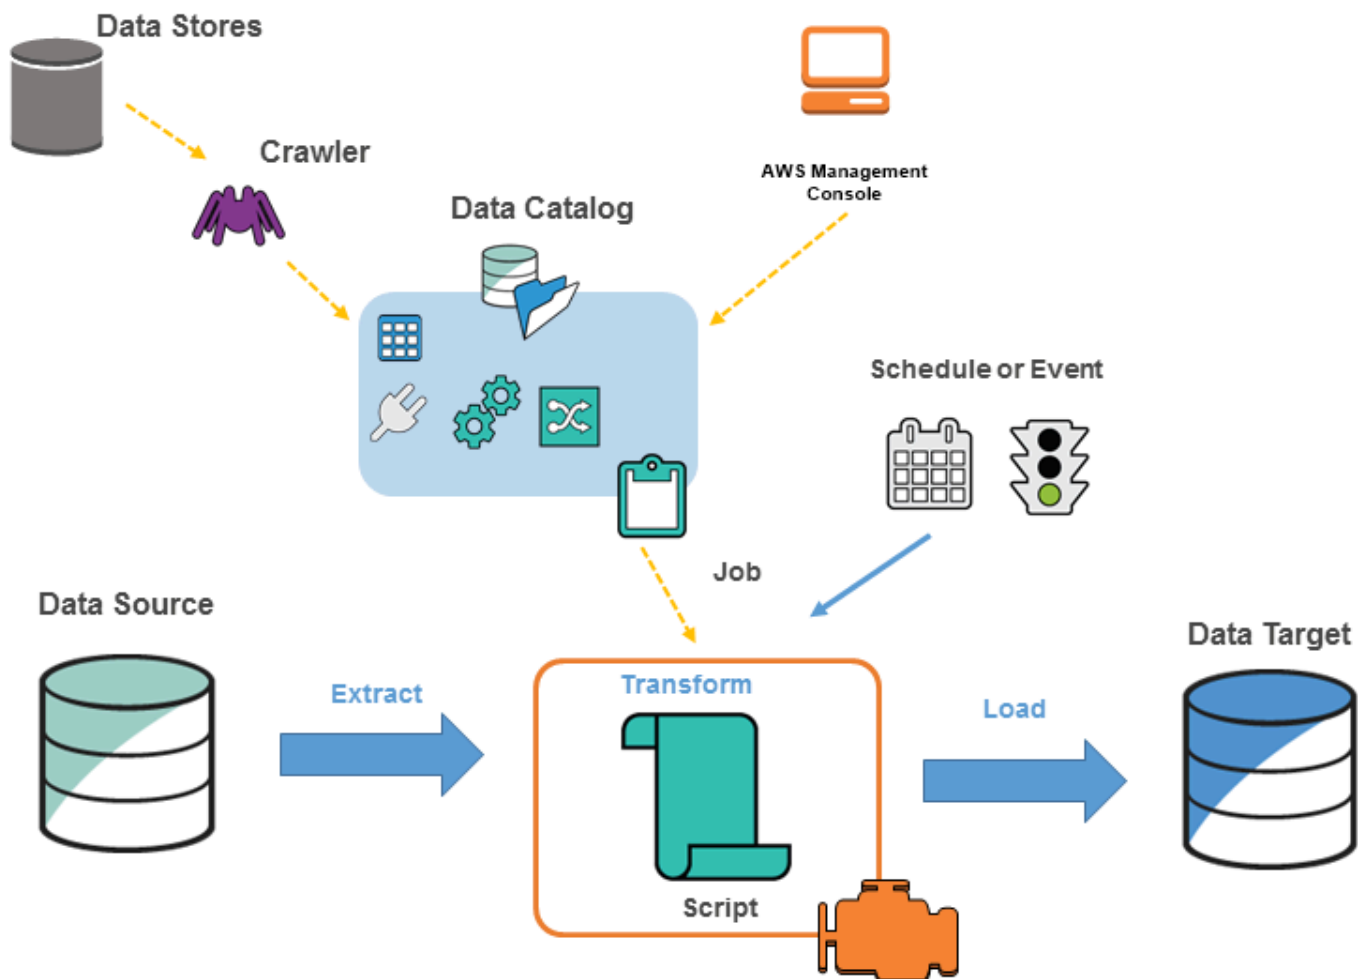 Data Stores
Crawler
AWS Management
Console
Data Catalog
Schedule or Event
Job
Data Source
Data Target
Extract
Transform
Load
Script